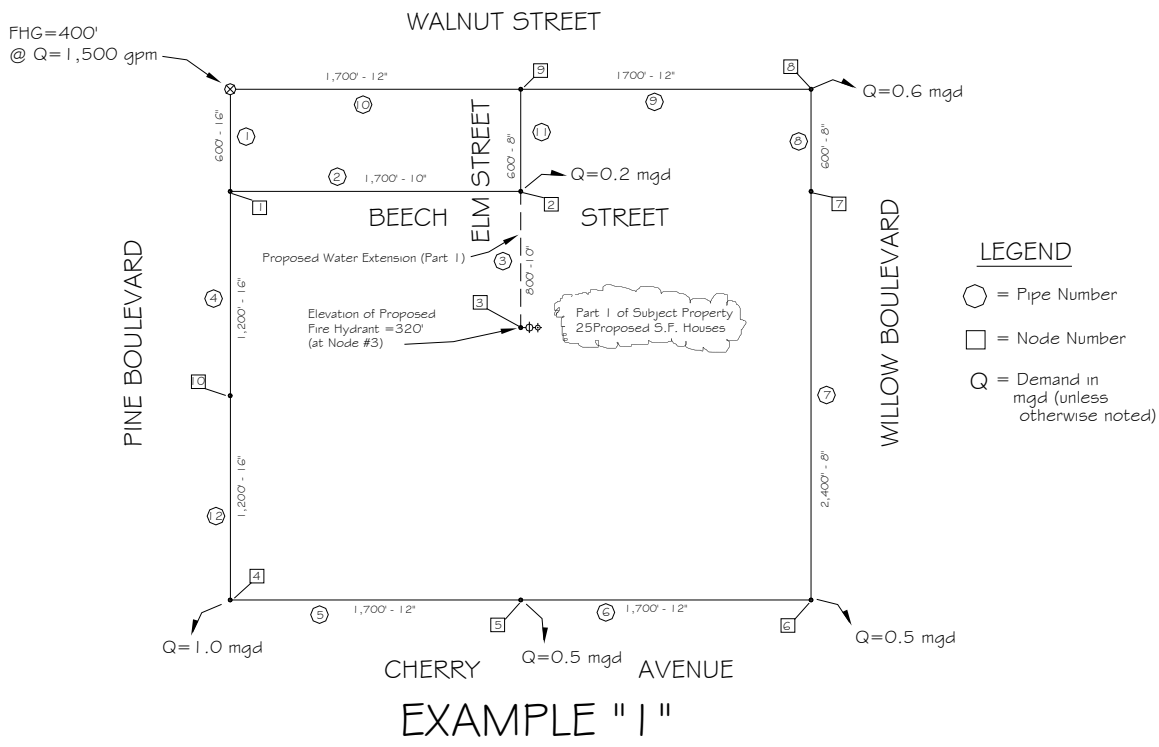 WALNUT STREET
FHG=400'
@ Q=1,500 gpm
1,700' - 12"
9
1700' - 12"
8
10
9
Q=0.6 mgd
600' - 16"
1
ELM STREET
600' - 8"
11
8
600' - 8"
2
1,700' - 10"
Q=0.2 mgd
1
BEECH
2
STREET
7
PINE BOULEVARD
Proposed Water Extension (Part 1)
3
800'-10"
WILLOW BOULEVARD
LEGEND
= Pipe Number
= Node Number
Q = Demand in
mgd (unless
otherwise noted)
4
1,200' - 16"
3
Elevation of Proposed
Fire Hydrant =320'
(at Node #3)
Part 1 of Subject Property
25Proposed S.F. Houses
10
7
12
1,200' - 16"
2,400" - 8"
4
5
1,700' - 12"
6
1,700' - 12"
5
6
Q=1.0 mgd
Q=0.5 mgd
Q=0.5 mgd
CHERRY
AVENUE
EXAMPLE "1"